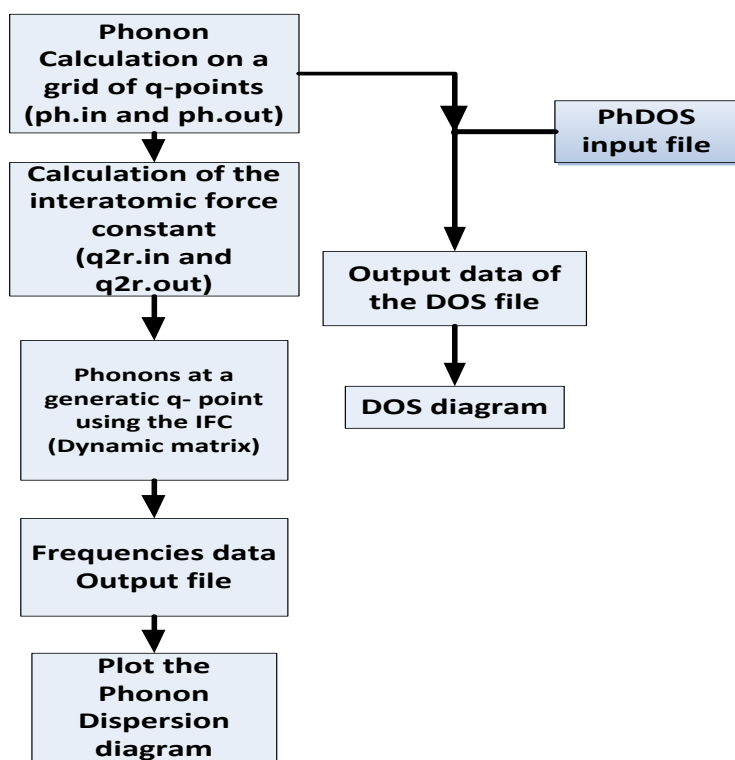 Phonon
Calculation on a
grid of q-points
(ph.in and ph.out)
PhDOS
input file
Calculation of the
interatomic force
constant
(q2r.in and
q2r.out)
Output data of
the DOS file
Phonons at a
generatic q- point
using the IFC
(Dynamic matrix)
DOS diagram
Frequencies data
Output file
Plot the
Phonon
Dispersion
diagram